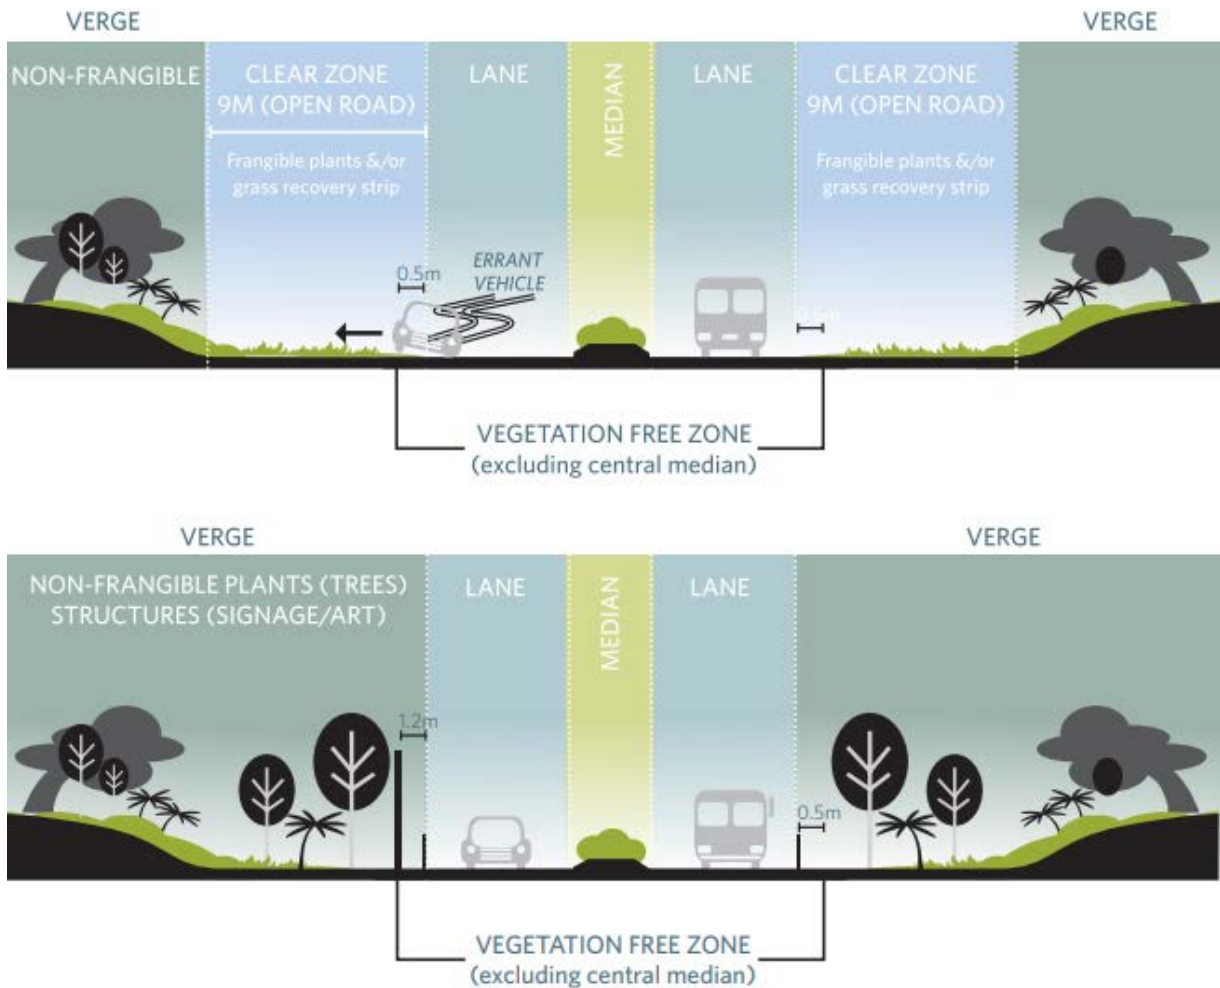 VERGE
VERGE
NON-FRANGIBLE
CLEAR ZONE
9M (OPEN ROAD)
LANE
MEDIAN
LANE
CLEAR ZONE
9M (OPEN ROAD)
Frangible plants &/or
grass recovery strip
Frangible plants &/or
grass recovery strip
ERRANT
VEHICLE
0.5m
0.5m
VEGETATION FREE ZONE
(excluding central median)
VERGE
VERGE
NON-FRANGIBLE PLANTS (TREES)
STRUCTURES (SIGNAGE/ART)
LANE
MEDIAN
LANE
1.2m
0.5m
VEGETATION FREE ZONE
(excluding central median)